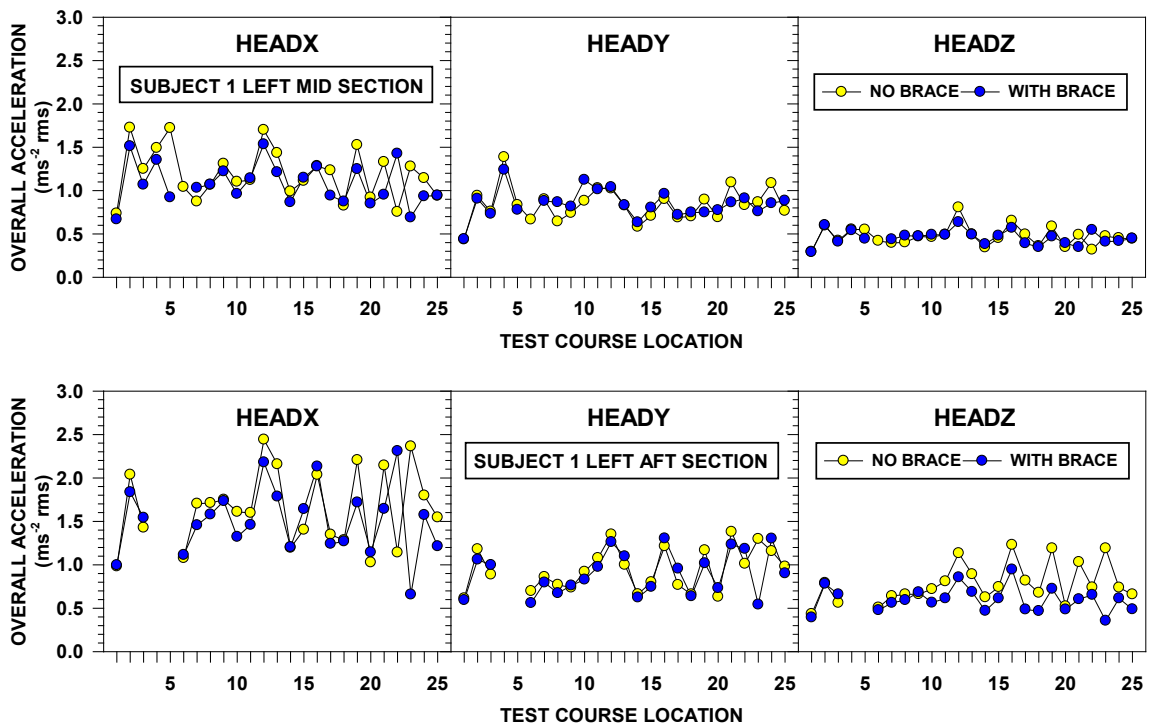 3.0
2.5
2.0
1.5
1.0
0.5
0.0
OVERALL ACCELERATION
(ms-2 rms)
HEADX
HEADY
HEADZ
SUBJECT 1 LEFT MID SECTION
NO BRACE
WITH BRACE
5 10 15 20 25
5 10 15 20 25
5 10 15 20 25
TEST COURSE LOCATION
3.0
2.5
2.0
1.5
1.0
0.5
0.0
OVERALL ACCELERATION
(ms-2 rms)
HEADX
HEADY
HEADZ
SUBJECT 1 LEFT AFT SECTION
NO BRACE
WITH BRACE
5 10 15 20 25
5 10 15 20 25
5 10 15 20 25
TEST COURSE LOCATION